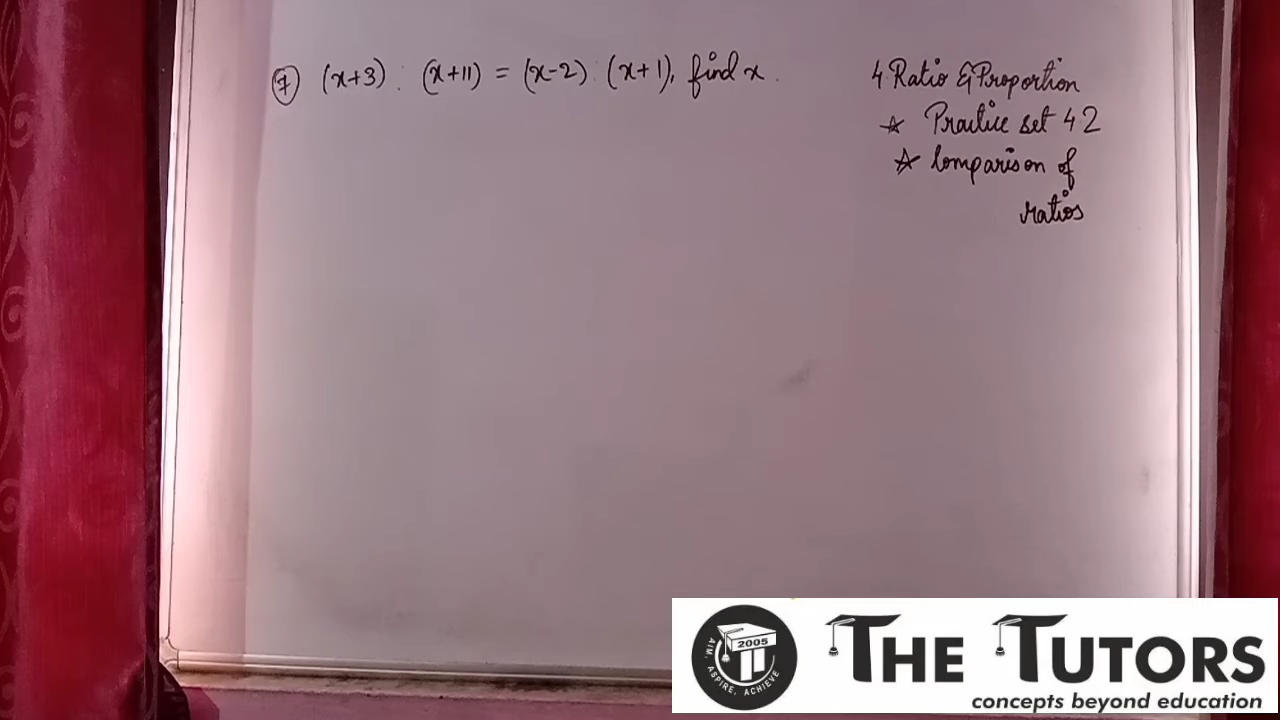 7 (x+3) : (x+11) = (x-2) : (x+1), find x.
4 Ratio & Proportion
☆ Practice set 4 2
☆ Comparison of
ratios
2005
AIM, ASPIRE, ACHIEVE
THE TUTORS
concepts beyond education